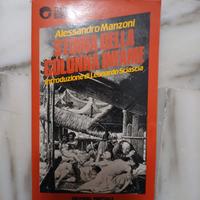 Alessandro Manzoni
STORIA DELLA
COLONNA INFAME
Introduzione di Leonardo Sciascia